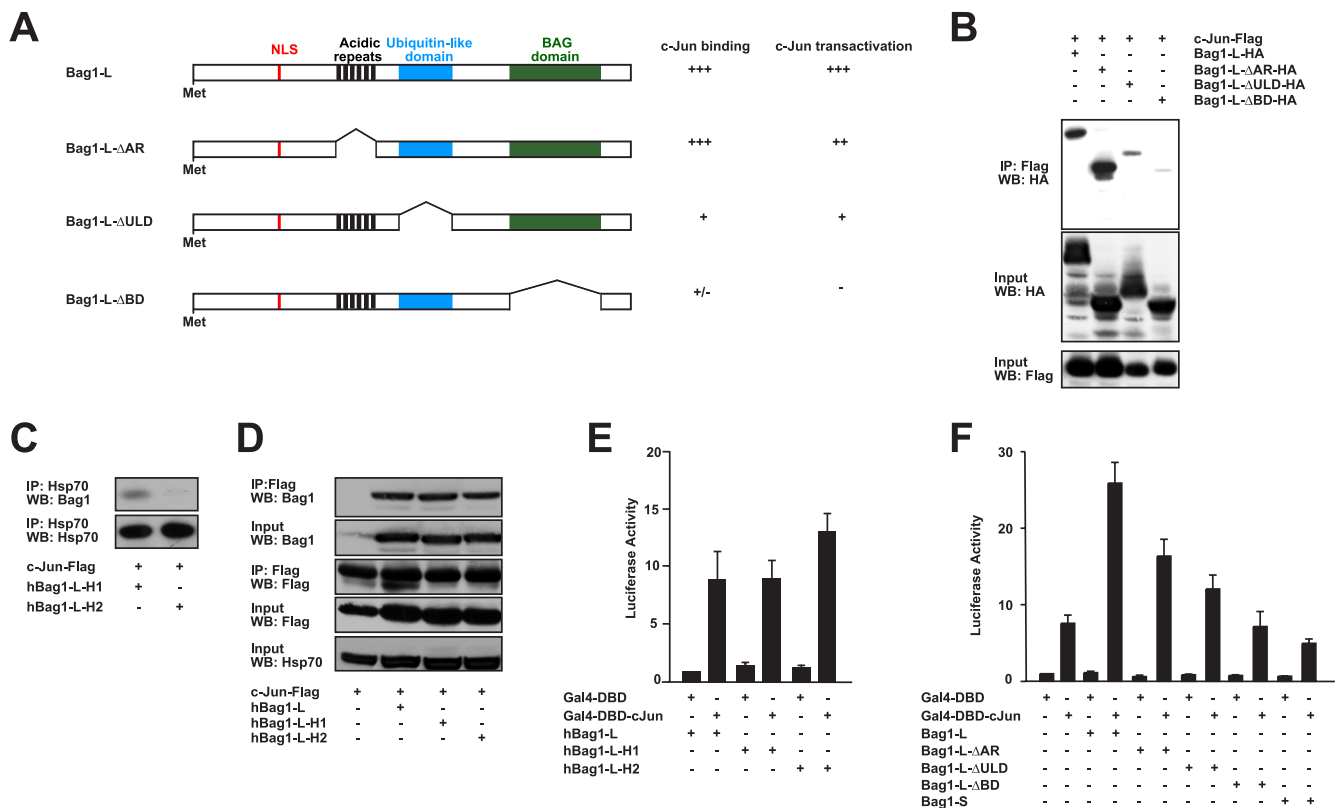 A
NLS
Acidic
repeats
Ubiquitin-like
domain
BAG
domain
c-Jun binding
c-Jun transactivation
Bag1-L
Met
+++
+++
Bag1-L-ΔAR
Met
+++
++
Bag1-L-ΔULD
Met
+
+
Bag1-L-ΔBD
Met
+/-
-
B
+ + + + c-Jun-Flag
+ - - - Bag1-L-HA
- + - - Bag1-L-ΔAR-HA
- - + - Bag1-L-ΔULD-HA
- - - + Bag1-L-ΔBD-HA
IP: Flag
WB: HA
Input
WB: HA
Input
WB: Flag
C
IP: Hsp70
WB: Bag1
IP: Hsp70
WB: Hsp70
c-Jun-Flag + +
hBag1-L-H1 + -
hBag1-L-H2 - +
D
IP:Flag
WB: Bag1
Input
WB: Bag1
IP: Flag
WB: Flag
Input
WB: Flag
Input
WB: Hsp70
c-Jun-Flag + + + +
hBag1-L - + - -
hBag1-L-H1 - - + -
hBag1-L-H2 - - - +
E
Luciferase Activity
20
15
10
5
0
Gal4-DBD + - + - + -
Gal4-DBD-cJun - + - + - +
hBag1-L + + - - - -
hBag1-L-H1 - - + + - -
hBag1-L-H2 - - - - + +
F
Luciferase Activity
30
20
10
0
Gal4-DBD + - + - + - + - + - + -
Gal4-DBD-cJun - + - + - + - + - + - +
Bag1-L - - + + - - - - - - - -
Bag1-L-ΔAR - - - - + + - - - - - -
Bag1-L-ΔULD - - - - - - + + - - - -
Bag1-L-ΔBD - - - - - - - - + + - -
Bag1-S - - - - - - - - - - + +